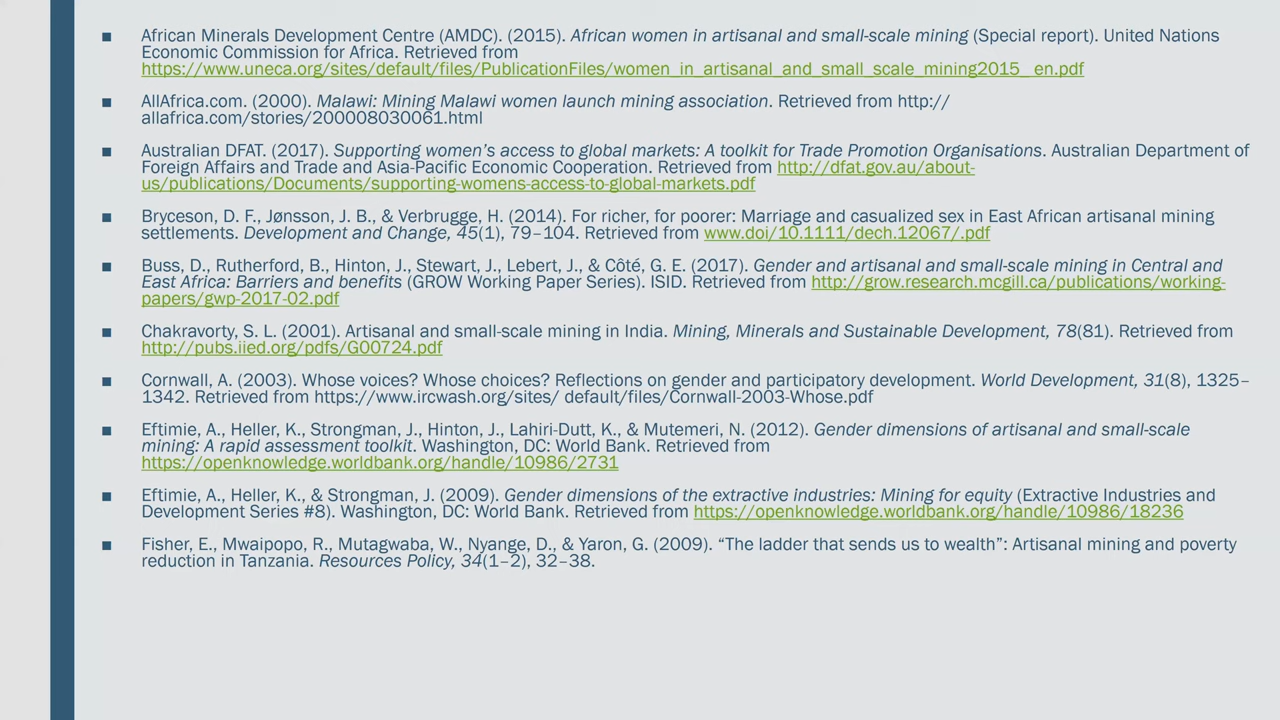 ▪ African Minerals Development Centre (AMDC). (2015). African women in artisanal and small-scale mining (Special report). United Nations
Economic Commission for Africa. Retrieved from
https://www.uneca.org/sites/default/files/PublicationFiles/women_in_artisanal_and_small_scale_mining2015_ en.pdf
▪ AllAfrica.com. (2000). Malawi: Mining Malawi women launch mining association. Retrieved from http://
allafrica.com/stories/200008030061.html
▪ Australian DFAT. (2017). Supporting women’s access to global markets: A toolkit for Trade Promotion Organisations. Australian Department of
Foreign Affairs and Trade and Asia-Pacific Economic Cooperation. Retrieved from http://dfat.gov.au/about-
us/publications/Documents/supporting-womens-access-to-global-markets.pdf
▪ Bryceson, D. F., Jønsson, J. B., & Verbrugge, H. (2014). For richer, for poorer: Marriage and casualized sex in East African artisanal mining
settlements. Development and Change, 45(1), 79–104. Retrieved from www.doi/10.1111/dech.12067/.pdf
▪ Buss, D., Rutherford, B., Hinton, J., Stewart, J., Lebert, J., & Côté, G. E. (2017). Gender and artisanal and small-scale mining in Central and
East Africa: Barriers and benefits (GROW Working Paper Series). ISID. Retrieved from http://grow.research.mcgill.ca/publications/working-
papers/gwp-2017-02.pdf
▪ Chakravorty, S. L. (2001). Artisanal and small-scale mining in India. Mining, Minerals and Sustainable Development, 78(81). Retrieved from
http://pubs.iied.org/pdfs/G00724.pdf
▪ Cornwall, A. (2003). Whose voices? Whose choices? Reflections on gender and participatory development. World Development, 31(8), 1325–
1342. Retrieved from https://www.ircwash.org/sites/ default/files/Cornwall-2003-Whose.pdf
▪ Eftimie, A., Heller, K., Strongman, J., Hinton, J., Lahiri-Dutt, K., & Mutemeri, N. (2012). Gender dimensions of artisanal and small-scale
mining: A rapid assessment toolkit. Washington, DC: World Bank. Retrieved from
https://openknowledge.worldbank.org/handle/10986/2731
▪ Eftimie, A., Heller, K., & Strongman, J. (2009). Gender dimensions of the extractive industries: Mining for equity (Extractive Industries and
Development Series #8). Washington, DC: World Bank. Retrieved from https://openknowledge.worldbank.org/handle/10986/18236
▪ Fisher, E., Mwaipopo, R., Mutagwaba, W., Nyange, D., & Yaron, G. (2009). “The ladder that sends us to wealth”: Artisanal mining and poverty
reduction in Tanzania. Resources Policy, 34(1–2), 32–38.